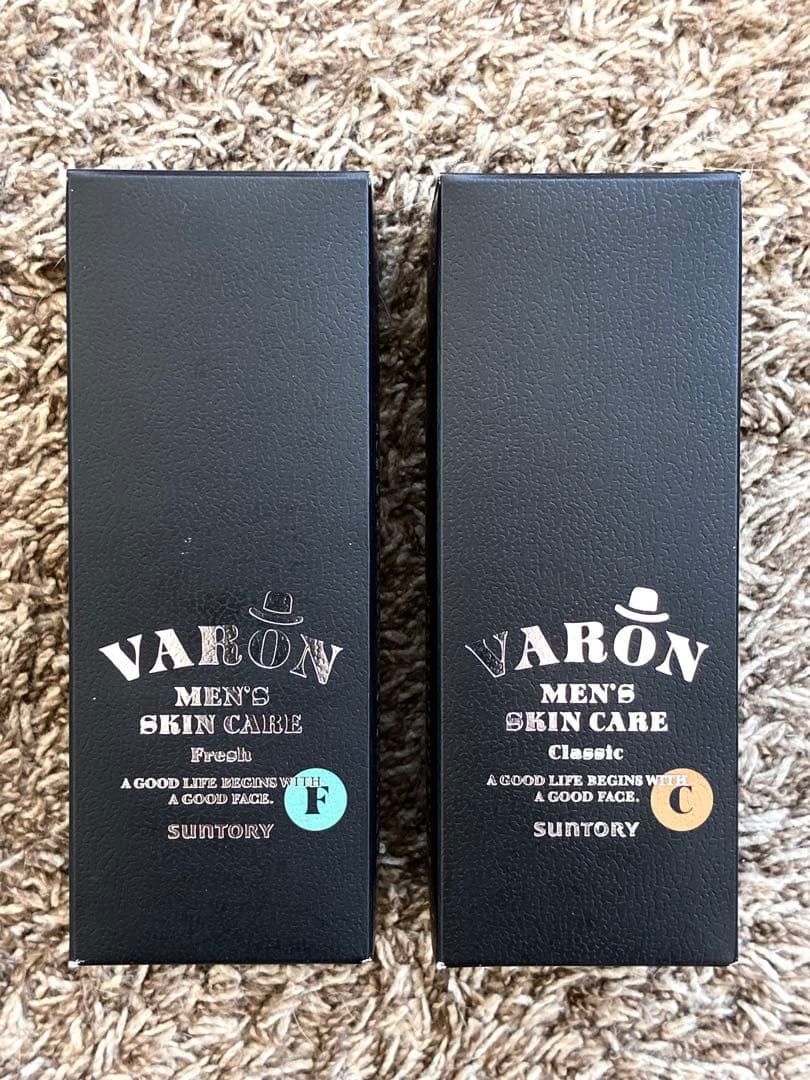 VARON
MEN'S
SKIN CARE
Fresh
A GOOD LIFE BEGINS WITH
A GOOD FACE.
F
SUNTORY
VARON
MEN'S
SKIN CARE
Classic
A GOOD LIFE BEGINS WITH
A GOOD FACE.
C
SUNTORY